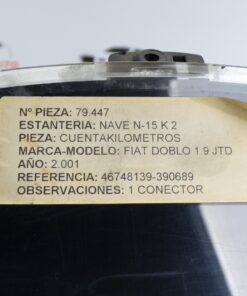 Nº PIEZA: 79.447
ESTANTERIA: NAVE N-15 K 2
PIEZA: CUENTAKILOMETROS
MARCA-MODELO: FIAT DOBLO 1.9 JTD
AÑO: 2.001
REFERENCIA: 46748139-390689
OBSERVACIONES: 1 CONECTOR